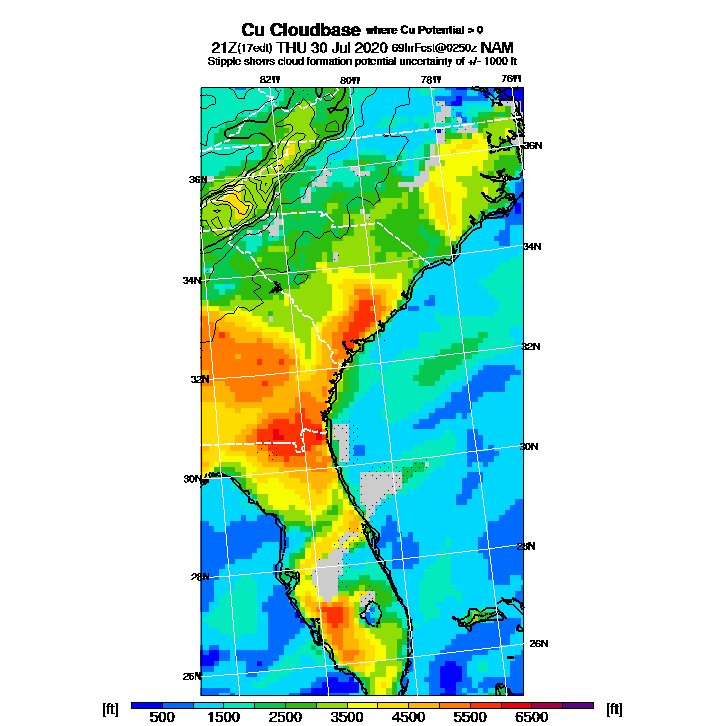 Cu Cloudbase where Cu Potential > 0
21Z(17edt) THU 30 Jul 2020 69hrFcst@0250z NAM
Stipple shows cloud formation potential uncertainty of +/- 1000 ft
82W 80W 78W 76W
36N
36N
34N
34N
32N
32N
30N
30N
28N
28N
26N
26N
[ft] 500 1500 2500 3500 4500 5500 6500 [ft]